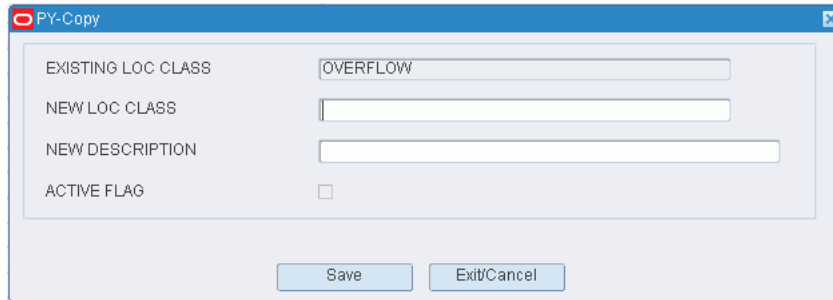 PY-Copy
EXISTING LOC CLASS OVERFLOW
NEW LOC CLASS
NEW DESCRIPTION
ACTIVE FLAG
Save Exit/Cancel